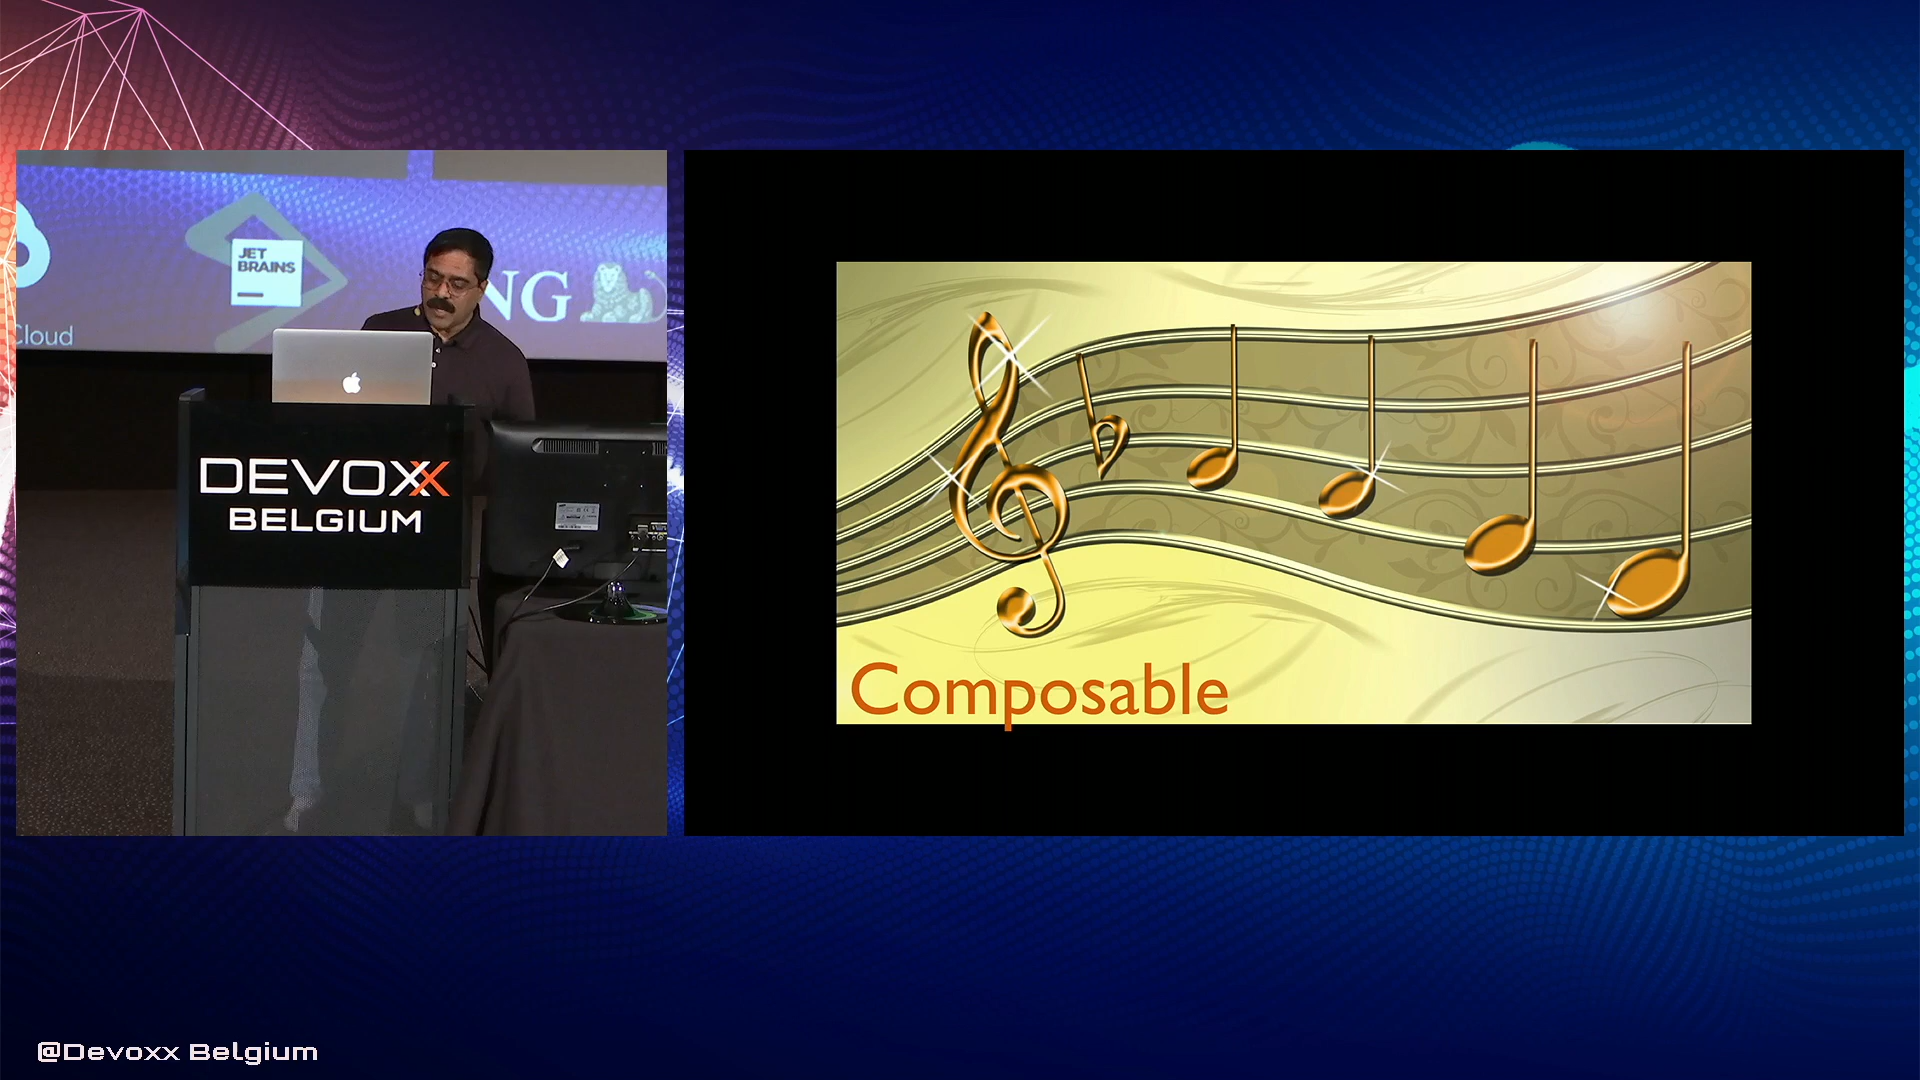 JET
BRAINS
NG
Cloud
DEVOXX
BELGIUM
Composable
@Devoxx Belgium